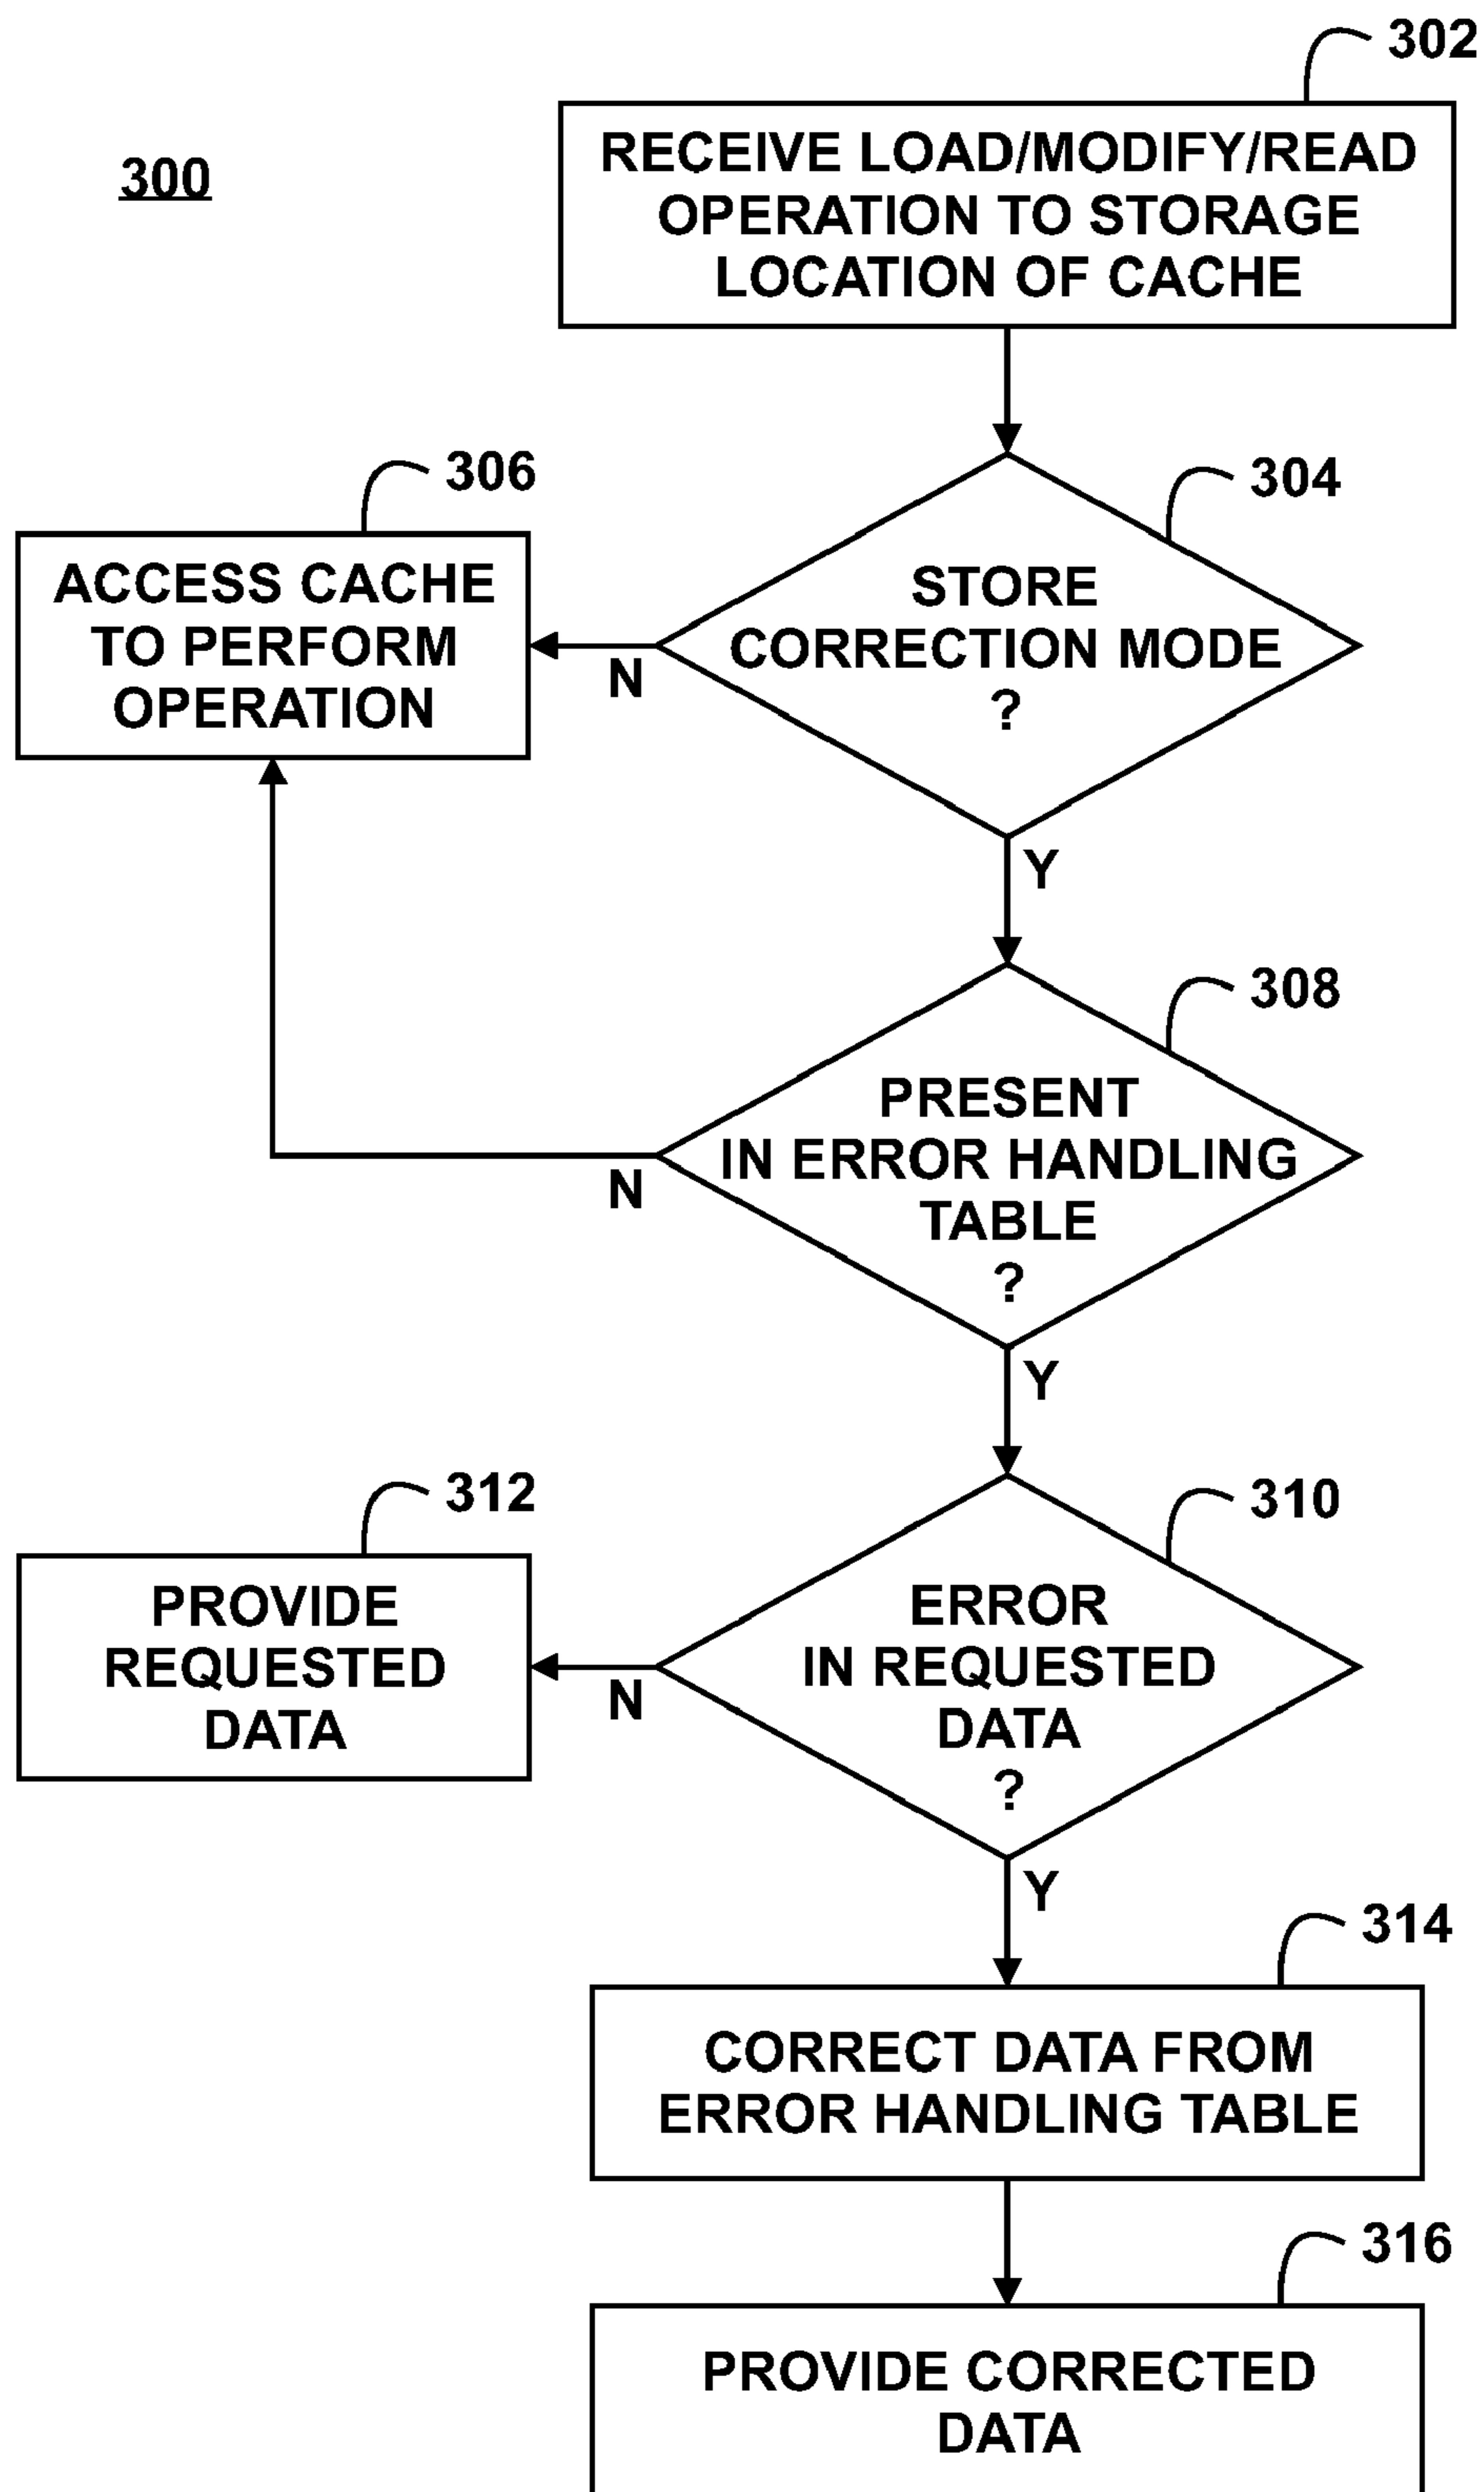 302
300
RECEIVE LOAD/MODIFY/READ
OPERATION TO STORAGE
LOCATION OF CACHE
306
304
ACCESS CACHE
TO PERFORM
OPERATION
STORE
CORRECTION MODE
?
N
Y
308
PRESENT
IN ERROR HANDLING
TABLE
?
N
Y
312
310
PROVIDE
REQUESTED
DATA
ERROR
IN REQUESTED
DATA
?
N
Y
314
CORRECT DATA FROM
ERROR HANDLING TABLE
316
PROVIDE CORRECTED
DATA